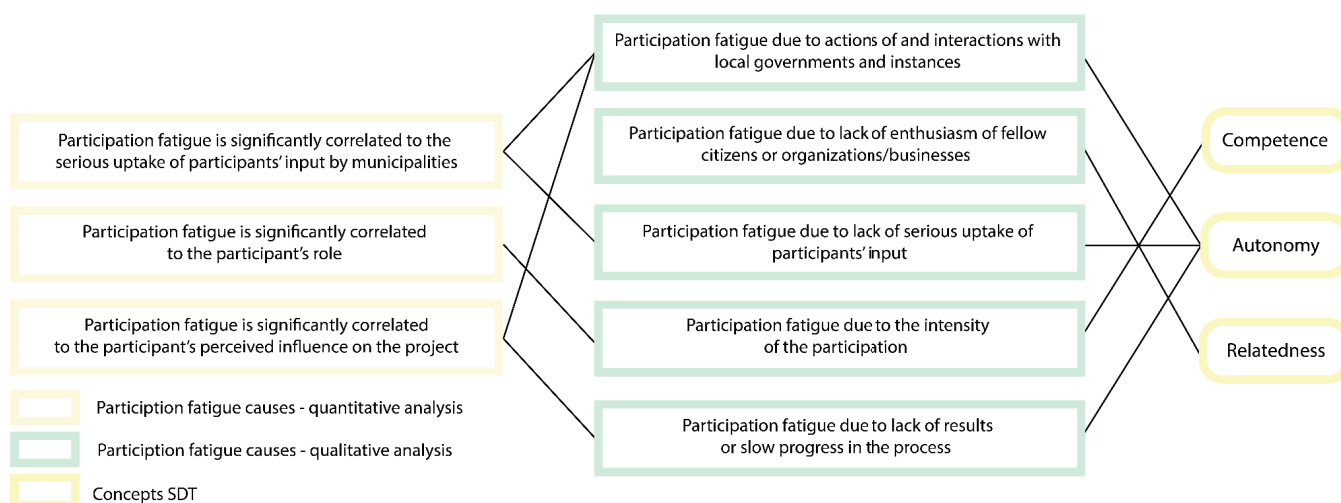 Participation fatigue is significantly correlated to the
serious uptake of participants' input by municipalities
Participation fatigue is significantly correlated
to the participant's role
Participation fatigue is significantly correlated
to the participant's perceived influence on the project
Particiption fatigue causes - quantitative analysis
Particiption fatigue causes - qualitative analysis
Concepts SDT
Participation fatigue due to actions of and interactions with
local governments and instances
Participation fatigue due to lack of enthusiasm of fellow
citizens or organizations/businesses
Participation fatigue due to lack of serious uptake of
participants' input
Participation fatigue due to the intensity
of the participation
Participation fatigue due to lack of results
or slow progress in the process
Competence
Autonomy
Relatedness